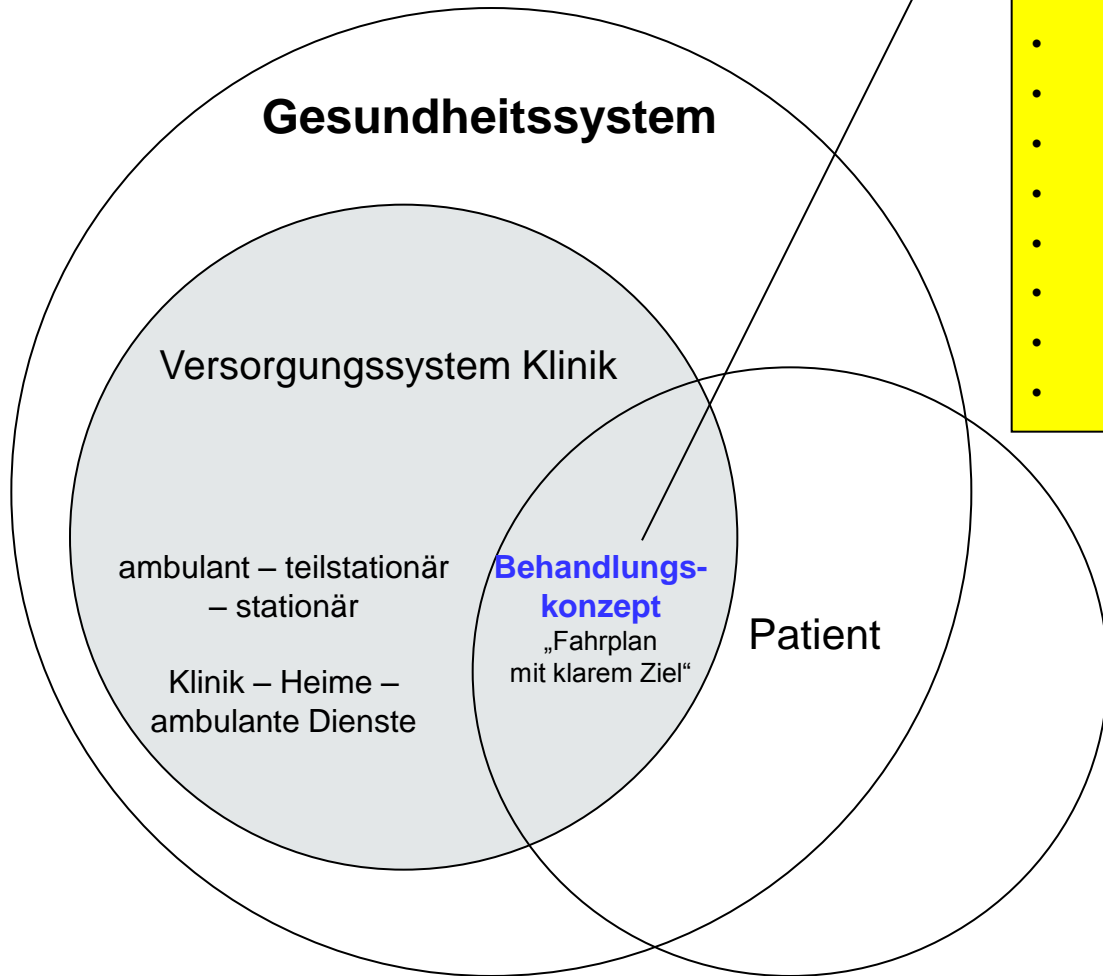 Gesundheitssystem
Versorgungssystem Klinik
ambulant – teilstationär
– stationär
Klinik – Heime –
ambulante Dienste
Behandlungs-
konzept
„Fahrplan
mit klarem Ziel“
Patient
•
•
•
•
•
•
•
•